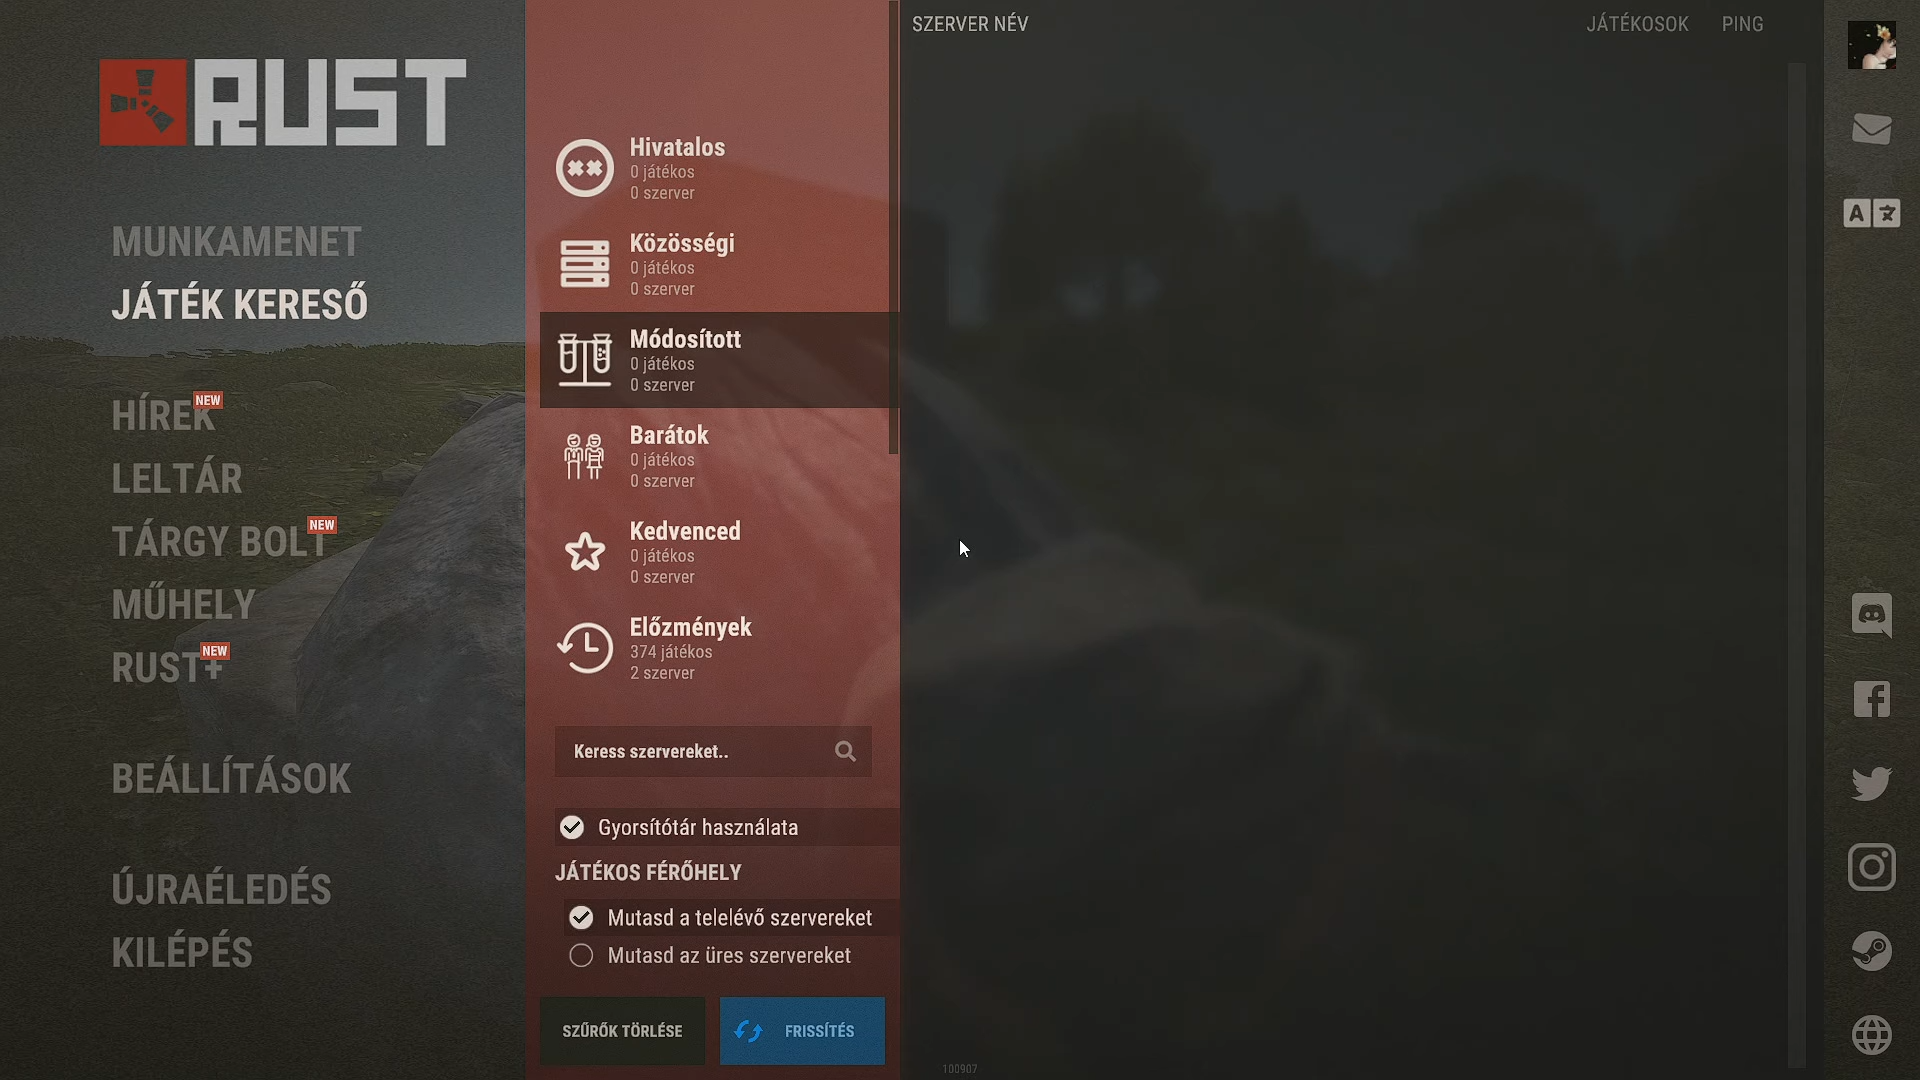 RUST
MUNKAMENET
JÁTÉK KERESŐ
HÍREK
NEW
LELTÁR
TÁRGY BOLT
NEW
MŰHELY
RUST+
NEW
BEÁLLÍTÁSOK
ÚJRAÉLEDÉS
KILÉPÉS
Hivatalos
0 játékos
0 szerver
Közösségi
0 játékos
0 szerver
Módosított
0 játékos
0 szerver
Barátok
0 játékos
0 szerver
Kedvenced
0 játékos
0 szerver
Előzmények
374 játékos
2 szerver
Keress szervereket..
Gyorsítótár használata
JÁTÉKOS FÉRŐHELY
Mutasd a telelévő szervereket
Mutasd az üres szervereket
SZŰRŐK TÖRLÉSE
FRISSÍTÉS
SZERVER NÉV
JÁTÉKOSOK
PING
100907
A